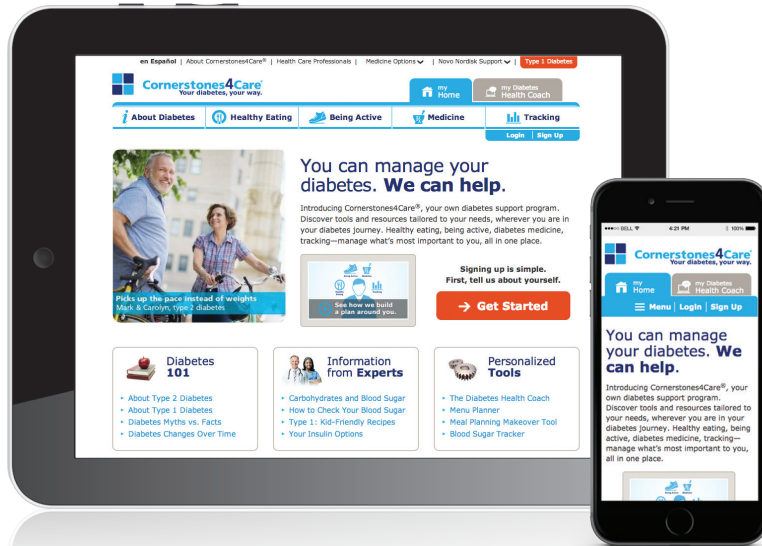 en Español | About Cornerstones4Care® | Health Care Professionals | Medicine Options | Novo Nordisk Support | Type 1 Diabetes
Cornerstones4Care®
Your diabetes, your way.
my Home
my Diabetes Health Coach
About Diabetes
Healthy Eating
Being Active
Medicine
Tracking
Login | Sign Up
You can manage your
diabetes. We can help.
Introducing Cornerstones4Care®, your own diabetes support program.
Discover tools and resources tailored to your needs, wherever you are in
your diabetes journey. Healthy eating, being active, diabetes medicine,
tracking—manage what's most important to you, all in one place.
Picks up the pace instead of weights
Mark & Carolyn, type 2 diabetes
See how we build
a plan around you.
Signing up is simple.
First, tell us about yourself.
→ Get Started
Diabetes
101
About Type 2 Diabetes
About Type 1 Diabetes
Diabetes Myths vs. Facts
Diabetes Changes Over Time
Information
from Experts
Carbohydrates and Blood Sugar
How to Check Your Blood Sugar
Type 1: Kid-Friendly Recipes
Your Insulin Options
Personalized
Tools
The Diabetes Health Coach
Menu Planner
Meal Planning Makeover Tool
Blood Sugar Tracker
BELL 4:21 PM 100%
Cornerstones4Care®
Your diabetes, your way.
my Home
my Diabetes Health Coach
Menu | Login | Sign Up
You can manage
your diabetes. We
can help.
Introducing Cornerstones4Care®, your
own diabetes support program.
Discover tools and resources tailored to
your needs, wherever you are in your
diabetes journey. Healthy eating, being
active, diabetes medicine, tracking—
manage what's most important to you,
all in one place.